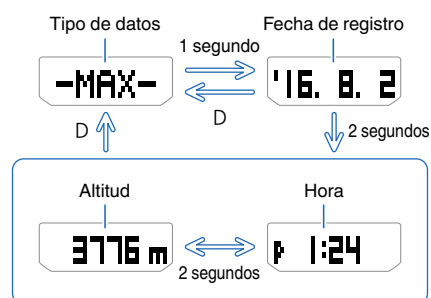 Tipo de datos
Fecha de registro
1 segundo
-MAX-
'16. 8. 2
D
D
2 segundos
Altitud
Hora
3776 m
P 1:24
2 segundos